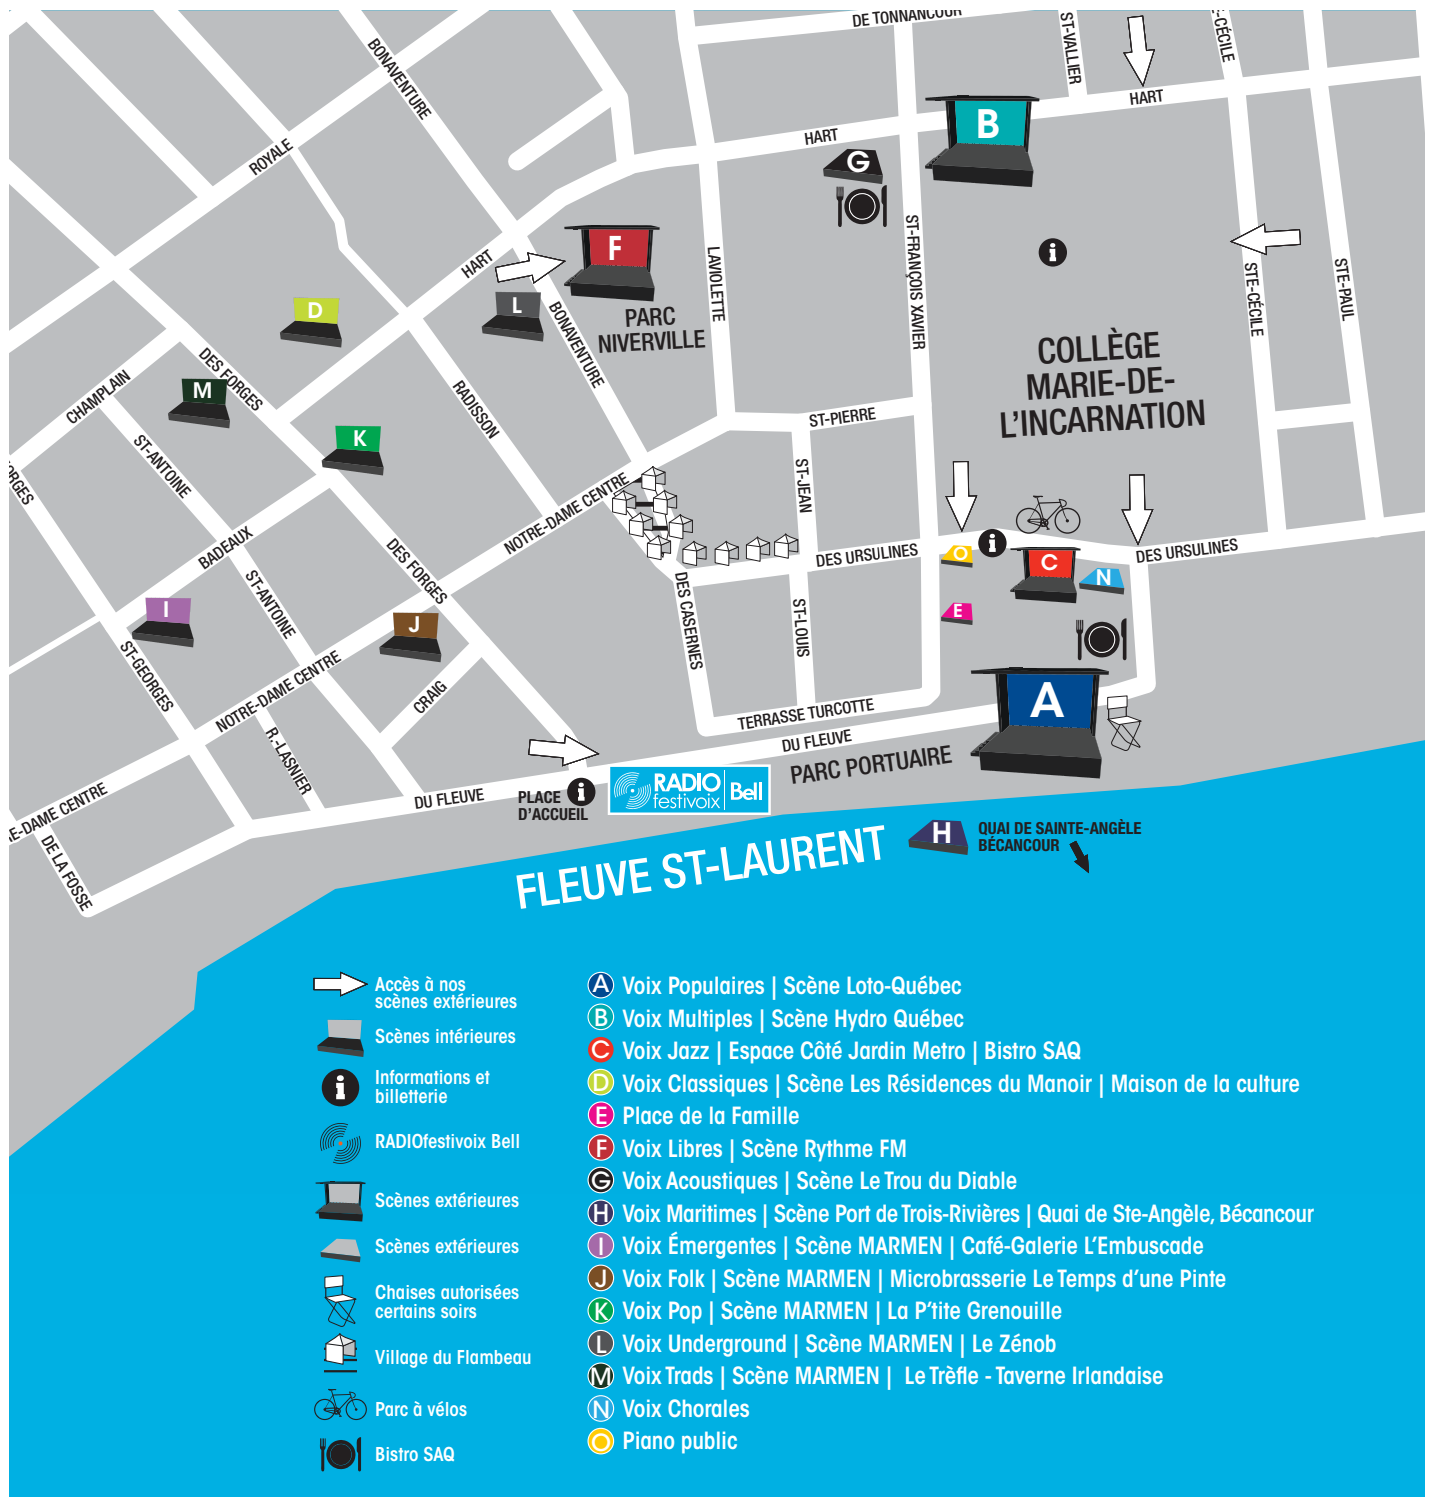 DE TONNANCOUR
ST-VALLIER
-CÉCILE
BONAVENTURE
HART
B
HART
ROYALE
G
ST-FRANÇOIS XAVIER
F
HART
LAVIOLETTE
i
STE-CÉCILE
STE-PAUL
D
L
BONAVENTURE
PARC
NIVERVILLE
COLLÈGE
MARIE-DE-
L'INCARNATION
DES FORGES
CHAMPLAIN
M
RADISSON
ST-PIERRE
K
ST-ANTOINE
ORGES
ST-JEAN
NOTRE-DAME CENTRE
BADEAUX
DES FORGES
DES URSULINES
O
i
C
N
DES URSULINES
ST-ANTOINE
DES CASERNES
ST-LOUIS
E
I
J
ST-GEORGES
NOTRE-DAME CENTRE
CRAIG
A
TERRASSE TURCOTTE
R.-LASNIER
DU FLEUVE
PARC PORTUAIRE
DU FLEUVE
PLACE
D'ACCUEIL
i
RADIO
festivoix
Bell
RE-DAME CENTRE
DE LA FOSSE
FLEUVE ST-LAURENT
H
QUAI DE SAINTE-ANGÈLE
BÉCANCOUR
Accès à nos
scènes extérieures
Scènes intérieures
i
Informations et
billetterie
RADIOfestivoix Bell
Scènes extérieures
Scènes extérieures
Chaises autorisées
certains soirs
Village du Flambeau
Parc à vélos
Bistro SAQ
A Voix Populaires | Scène Loto-Québec
B Voix Multiples | Scène Hydro Québec
C Voix Jazz | Espace Côté Jardin Metro | Bistro SAQ
D Voix Classiques | Scène Les Résidences du Manoir | Maison de la culture
E Place de la Famille
F Voix Libres | Scène Rythme FM
G Voix Acoustiques | Scène Le Trou du Diable
H Voix Maritimes | Scène Port de Trois-Rivières | Quai de Ste-Angèle, Bécancour
I Voix Émergentes | Scène MARMEN | Café-Galerie L'Embuscade
J Voix Folk | Scène MARMEN | Microbrasserie Le Temps d'une Pinte
K Voix Pop | Scène MARMEN | La P'tite Grenouille
L Voix Underground | Scène MARMEN | Le Zénob
M Voix Trads | Scène MARMEN | Le Trèfle - Taverne Irlandaise
N Voix Chorales
O Piano public